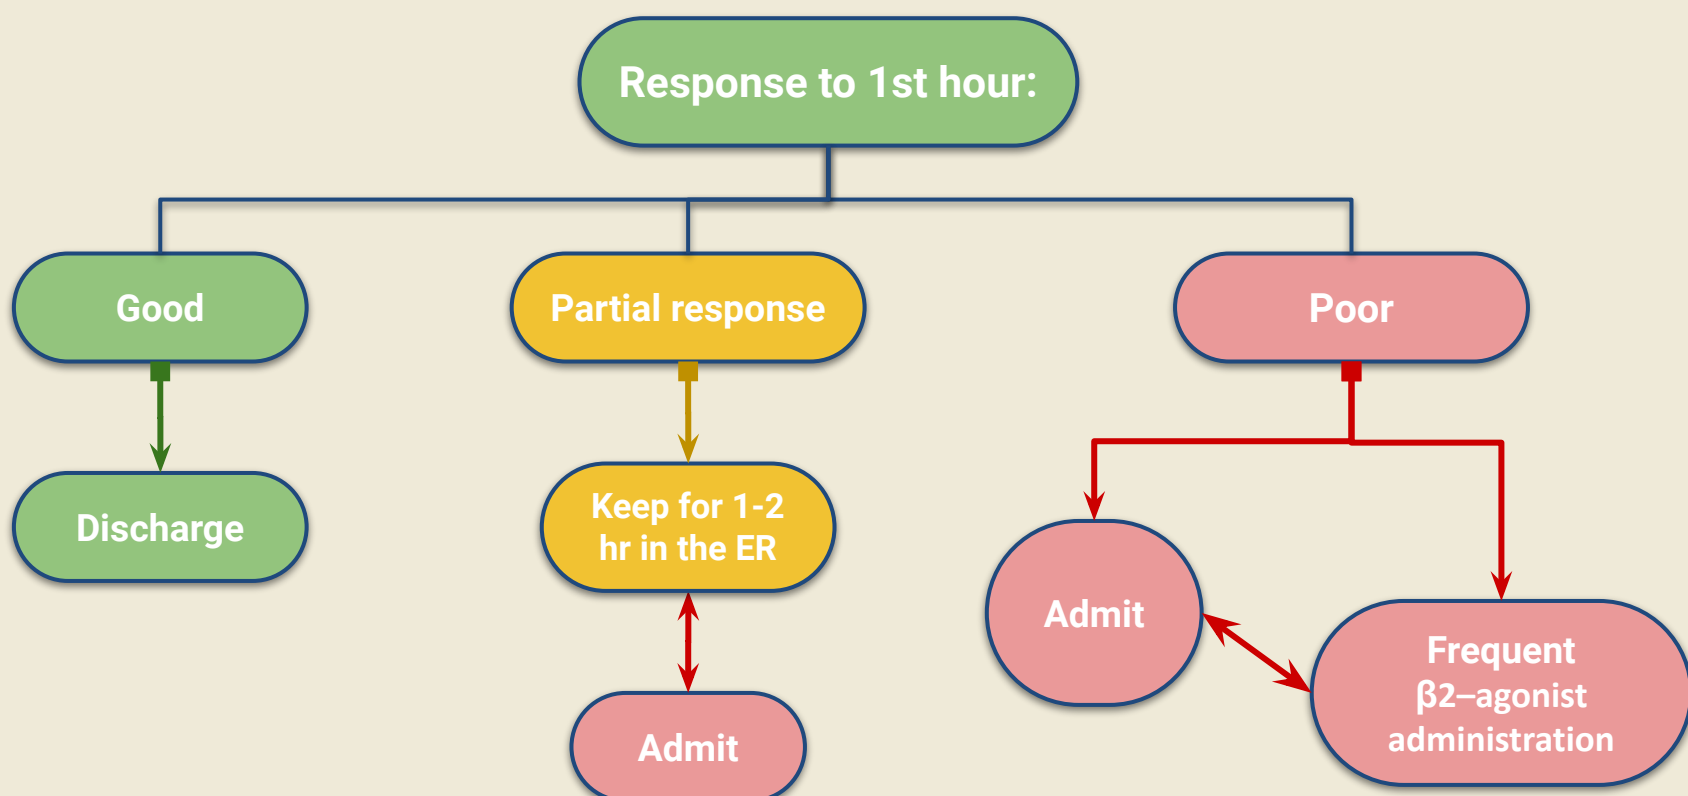 Response to 1st hour:
Good
Partial response
Poor
Discharge
Keep for 1-2
hr in the ER
Admit
Admit
Frequent
β2–agonist
administration